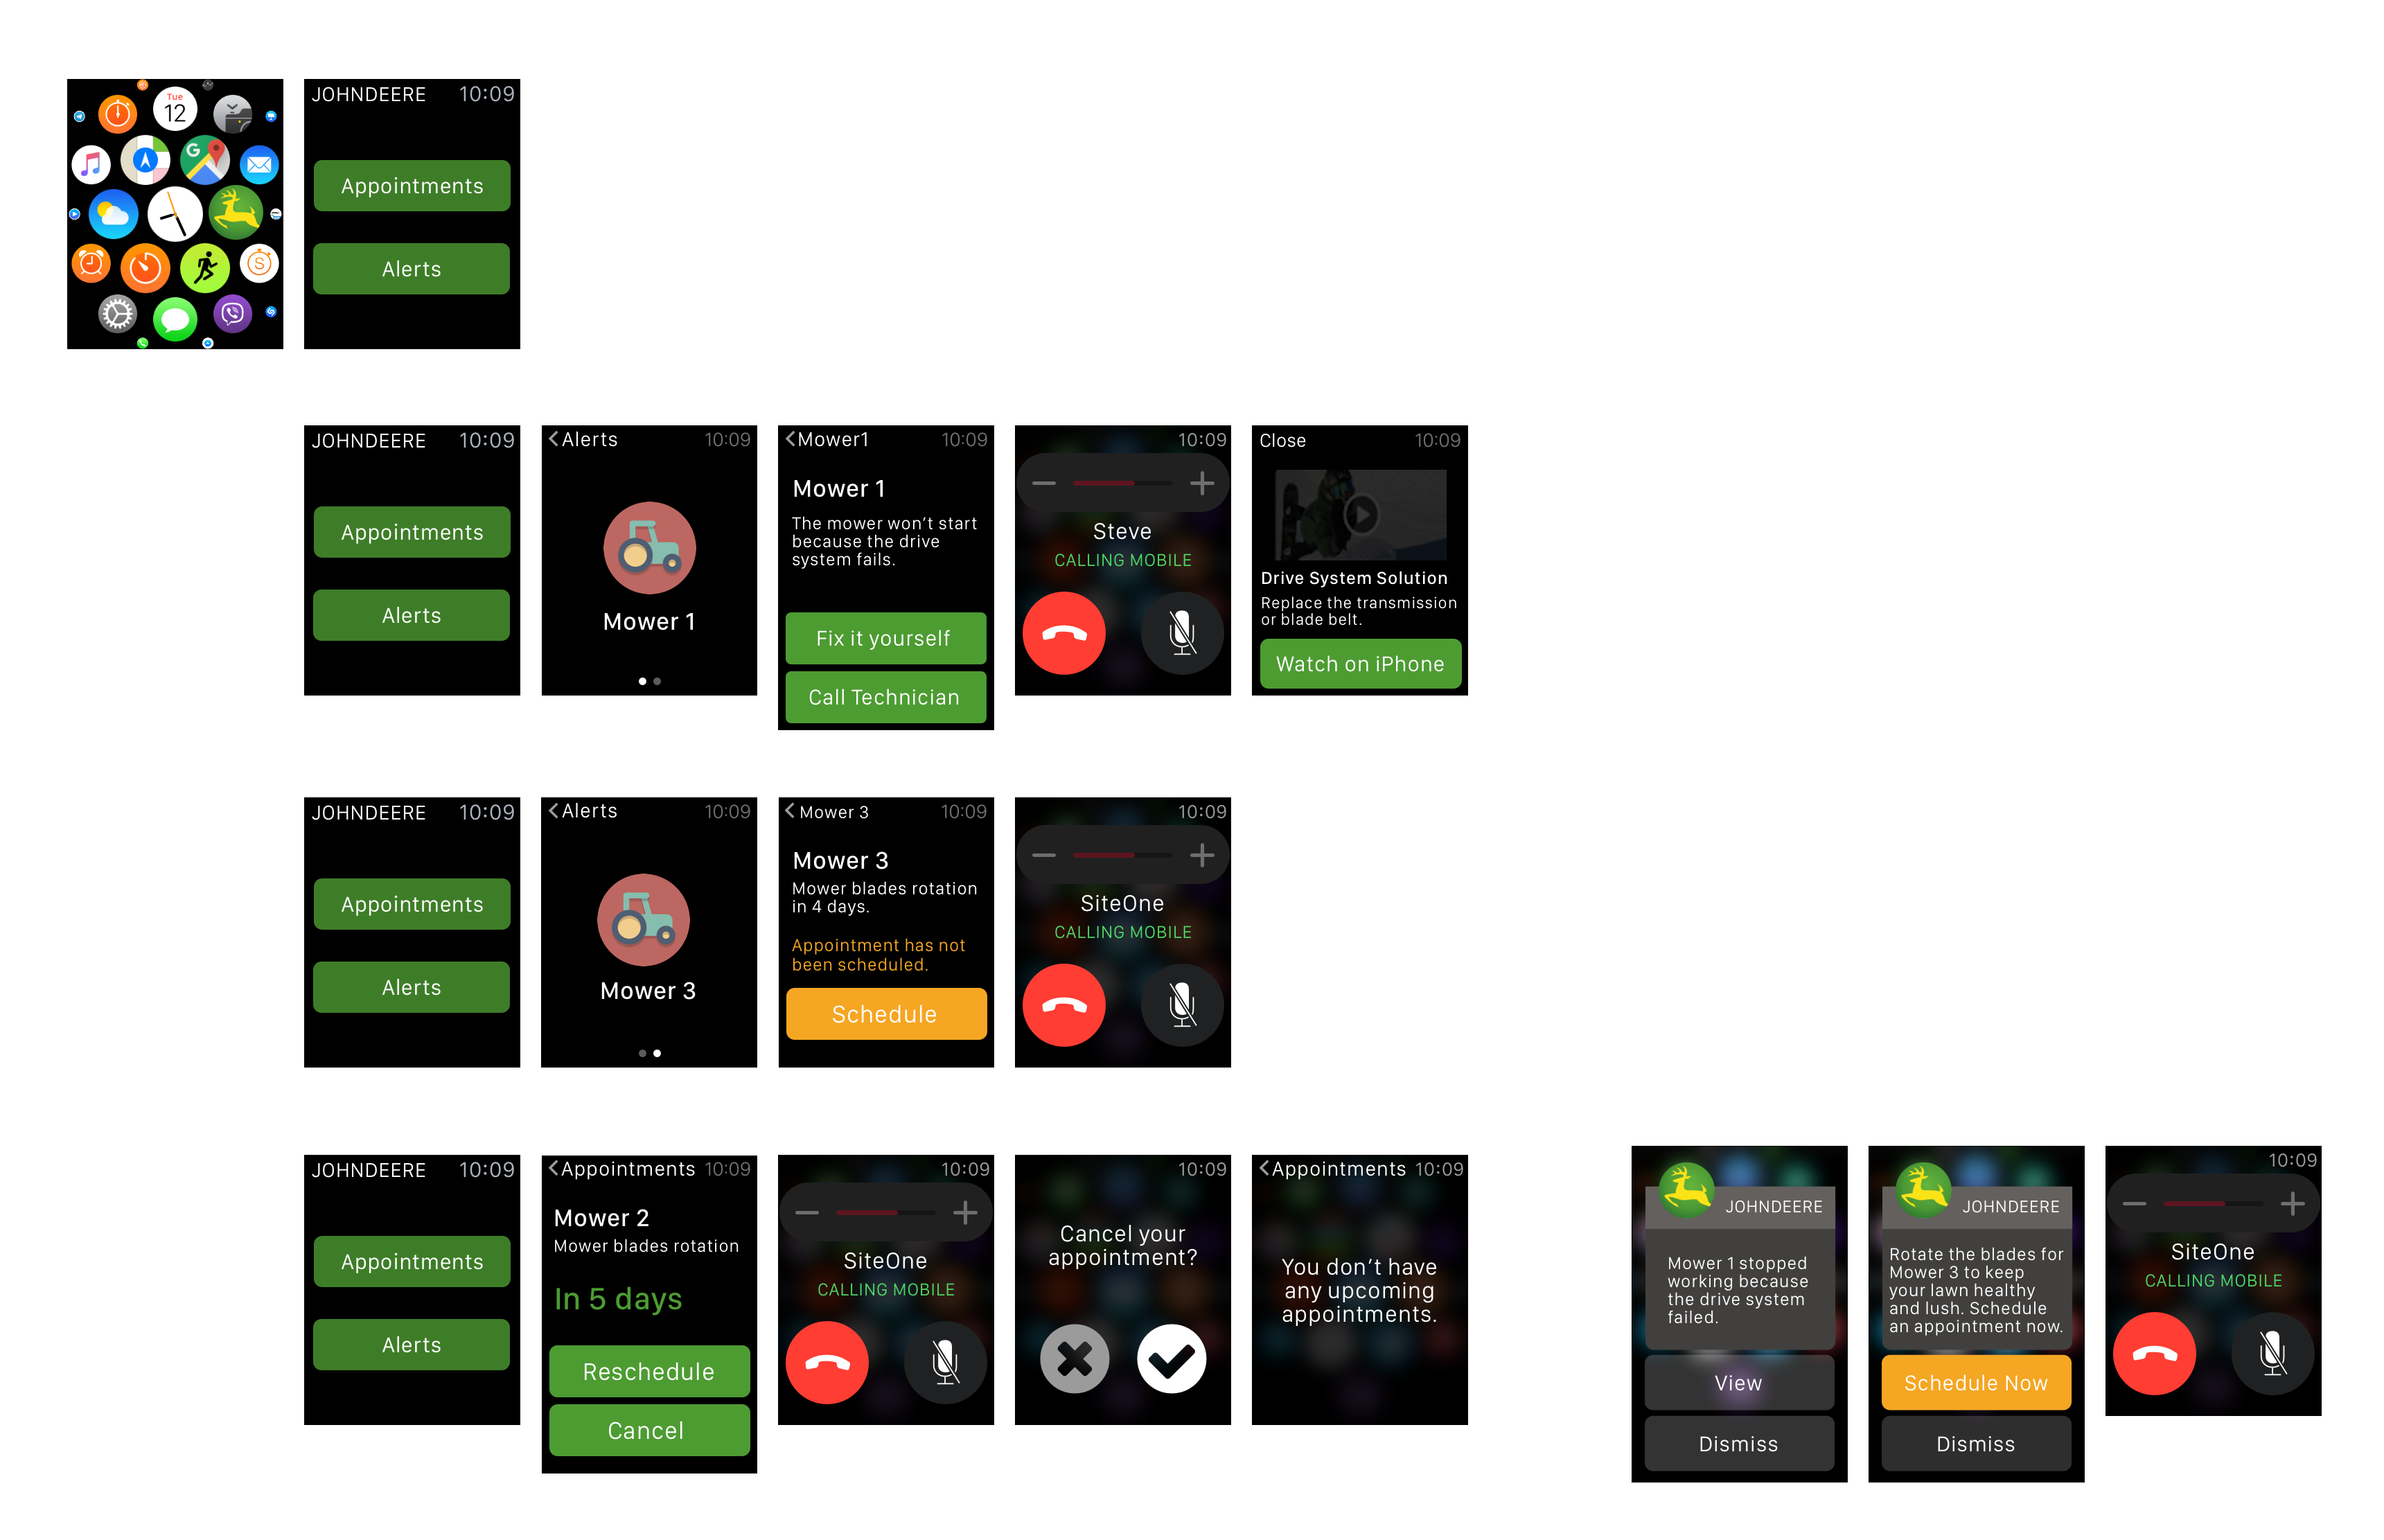 Tue
12
G
S
JOHNDEERE 10:09
Appointments
Alerts
JOHNDEERE 10:09
Appointments
Alerts
Alerts 10:09
Mower 1
Mower1 10:09
Mower 1
The mower won't start
because the drive
system fails.
Fix it yourself
Call Technician
10:09
Steve
CALLING MOBILE
Close 10:09
Drive System Solution
Replace the transmission
or blade belt.
Watch on iPhone
JOHNDEERE 10:09
Appointments
Alerts
Alerts 10:09
Mower 3
Mower 3 10:09
Mower 3
Mower blades rotation
in 4 days.
Appointment has not
been scheduled.
Schedule
10:09
SiteOne
CALLING MOBILE
JOHNDEERE 10:09
Appointments
Alerts
Appointments 10:09
Mower 2
Mower blades rotation
In 5 days
Reschedule
Cancel
10:09
SiteOne
CALLING MOBILE
10:09
Cancel your
appointment?
Appointments 10:09
You don't have
any upcoming
appointments.
JOHNDEERE
Mower 1 stopped
working because
the drive system
failed.
View
Dismiss
JOHNDEERE
Rotate the blades for
Mower 3 to keep
your lawn healthy
and lush. Schedule
an appointment now.
Schedule Now
Dismiss
10:09
SiteOne
CALLING MOBILE